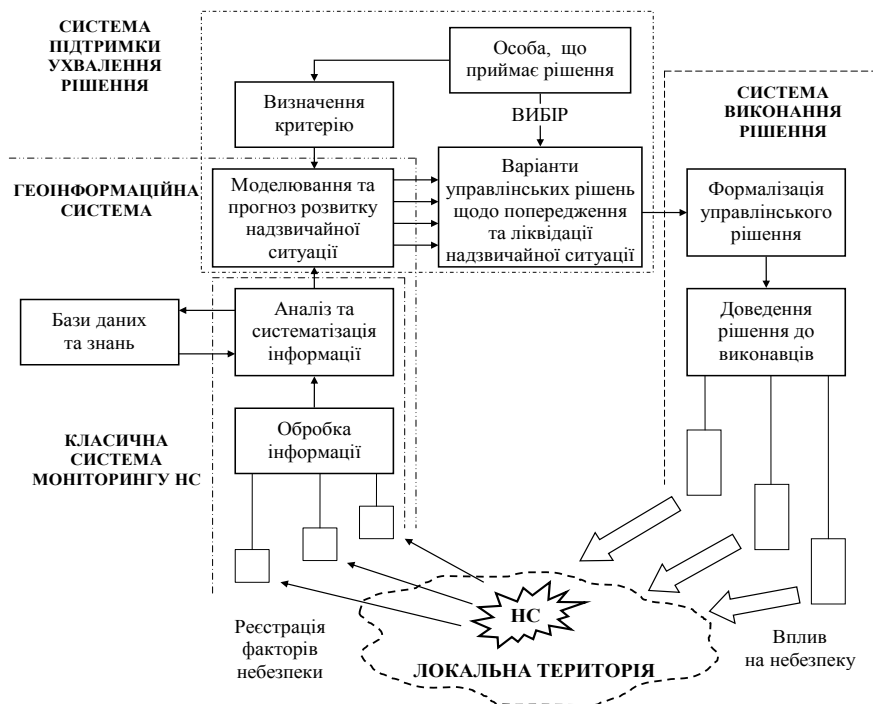 СИСТЕМА
ПІДТРИМКИ
УХВАЛЕННЯ
РІШЕННЯ
Особа, що
приймає рішення
Визначення
критерію
ВИБІР
СИСТЕМА
ВИКОНАННЯ
РІШЕННЯ
ГЕОІНФОРМАЦІЙНА
СИСТЕМА
Моделювання та
прогноз розвитку
надзвичайної
ситуації
Варіанти
управлінських рішень
щодо попередження
та ліквідації
надзвичайної ситуації
Формалізація
управлінського
рішення
Бази даних
та знань
Аналіз та
систематізація
інформації
Доведення
рішення до
виконавців
КЛАСИЧНА
СИСТЕМА
МОНІТОРИНГУ НС
Обробка
інформації
НС
Реєстрація
факторів
небезпеки
ЛОКАЛЬНА ТЕРИТОРІЯ
Вплив
на небезпеку